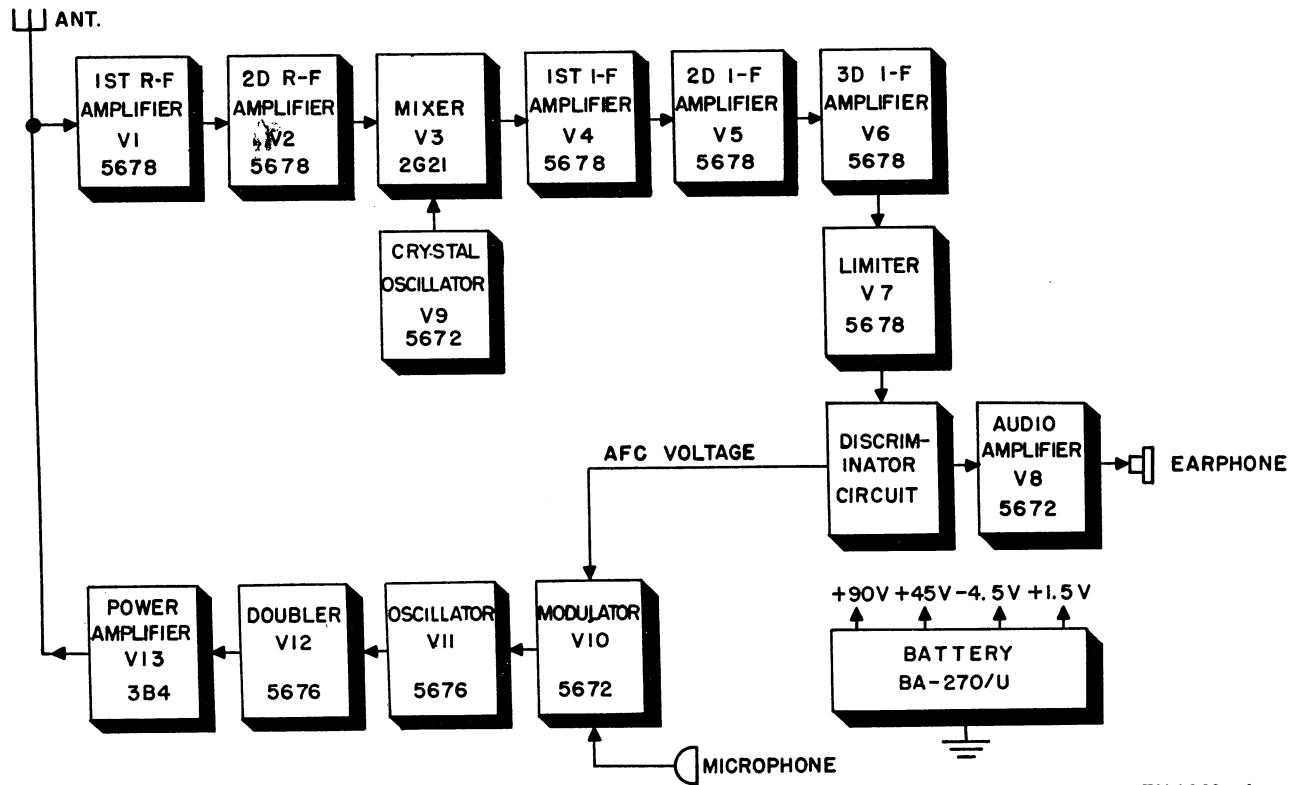 ANT.
1ST R-F
AMPLIFIER
V1
5678
2D R-F
AMPLIFIER
V2
5678
MIXER
V3
2G21
1ST I-F
AMPLIFIER
V4
5678
2D I-F
AMPLIFIER
V5
5678
3D I-F
AMPLIFIER
V6
5678
CRYSTAL
OSCILLATOR
V9
5672
LIMITER
V7
5678
DISCRIM-
INATOR
CIRCUIT
AUDIO
AMPLIFIER
V8
5672
EARPHONE
AFC VOLTAGE
POWER
AMPLIFIER
V13
3B4
DOUBLER
V12
5676
OSCILLATOR
V11
5676
MODULATOR
V10
5672
MICROPHONE
+90V +45V -4.5V +1.5V
BATTERY
BA-270/U